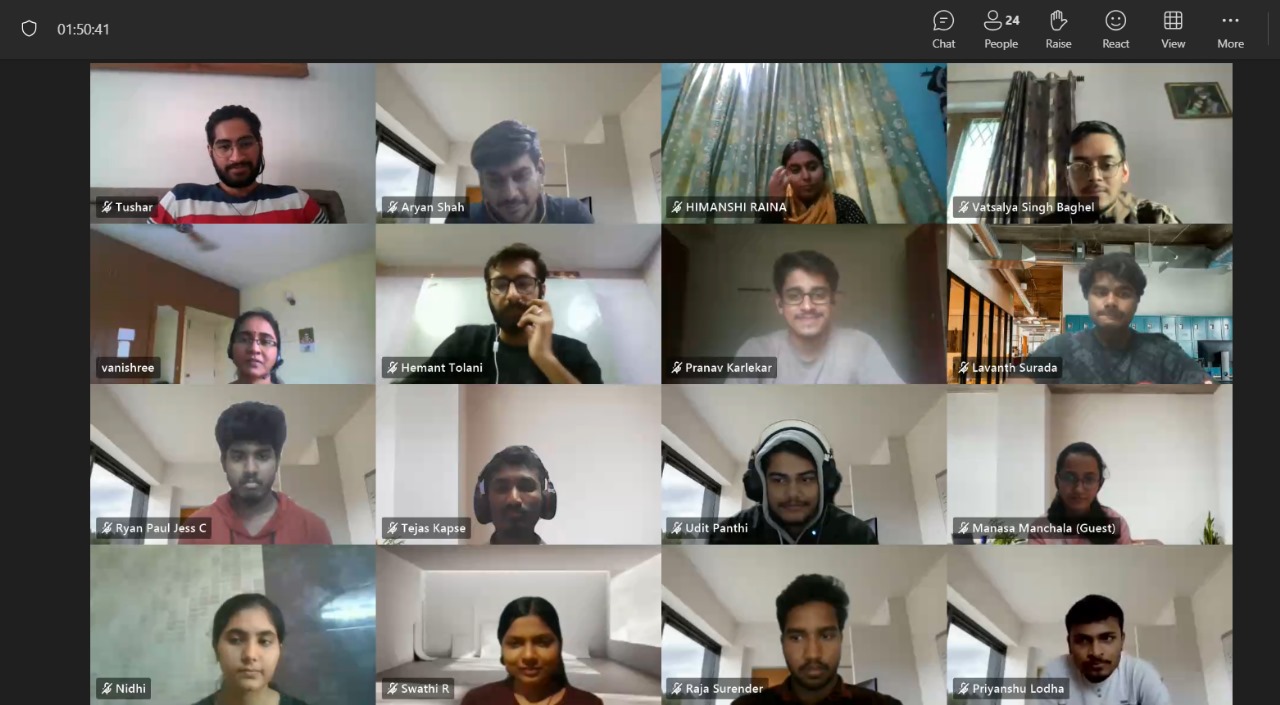 01:50:41
24
Chat People Raise React View More
Tushar
Aryan Shah
HIMANSHI RAINA
Vatsalya Singh Baghel
vanishree
Hemant Tolani
Pranav Karlekar
Lavanth Surada
Ryan Paul Jess C
Tejas Kapse
Udit Panthi
Manasa Manchala (Guest)
Nidhi
Swathi R
Raja Surender
Priyanshu Lodha